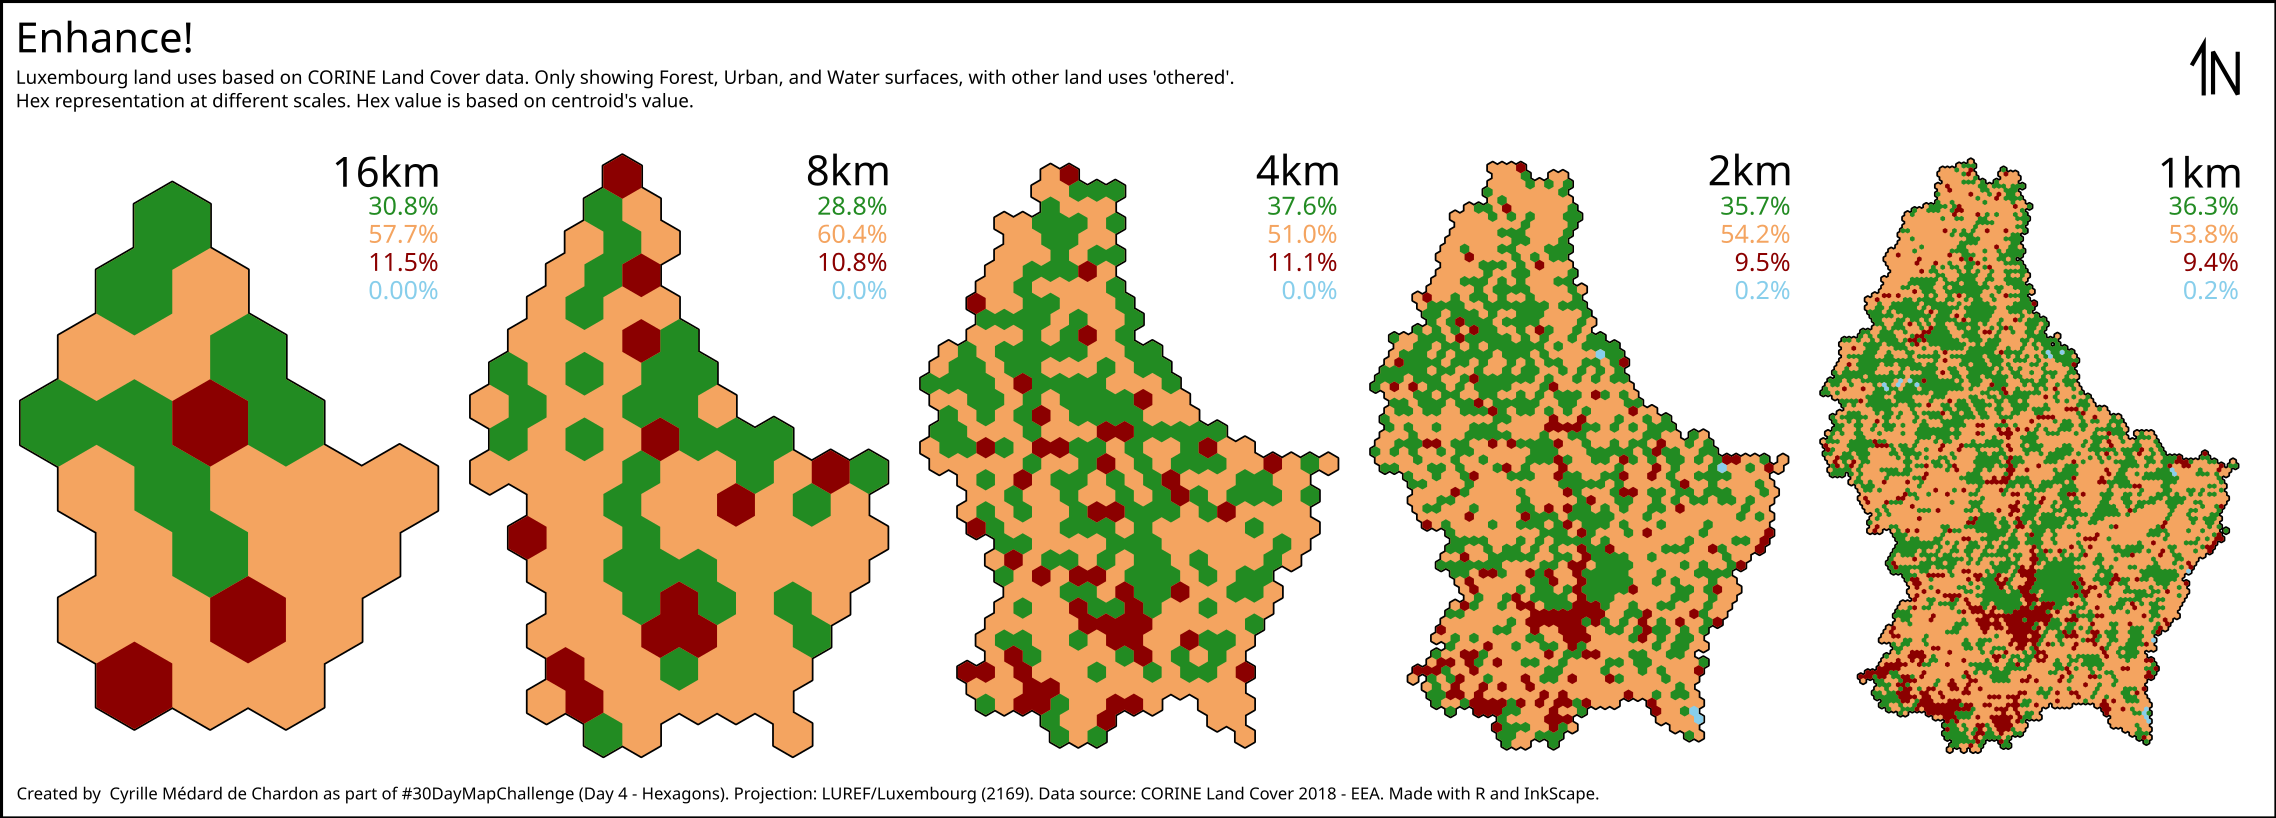 Enhance!
Luxembourg land uses based on CORINE Land Cover data. Only showing Forest, Urban, and Water surfaces, with other land uses 'othered'.
Hex representation at different scales. Hex value is based on centroid's value.
N
16km
30.8%
57.7%
11.5%
0.00%
8km
28.8%
60.4%
10.8%
0.0%
4km
37.6%
51.0%
11.1%
0.0%
2km
35.7%
54.2%
9.5%
0.2%
1km
36.3%
53.8%
9.4%
0.2%
Created by  Cyrille Médard de Chardon as part of #30DayMapChallenge (Day 4 - Hexagons). Projection: LUREF/Luxembourg (2169). Data source: CORINE Land Cover 2018 - EEA. Made with R and InkScape.